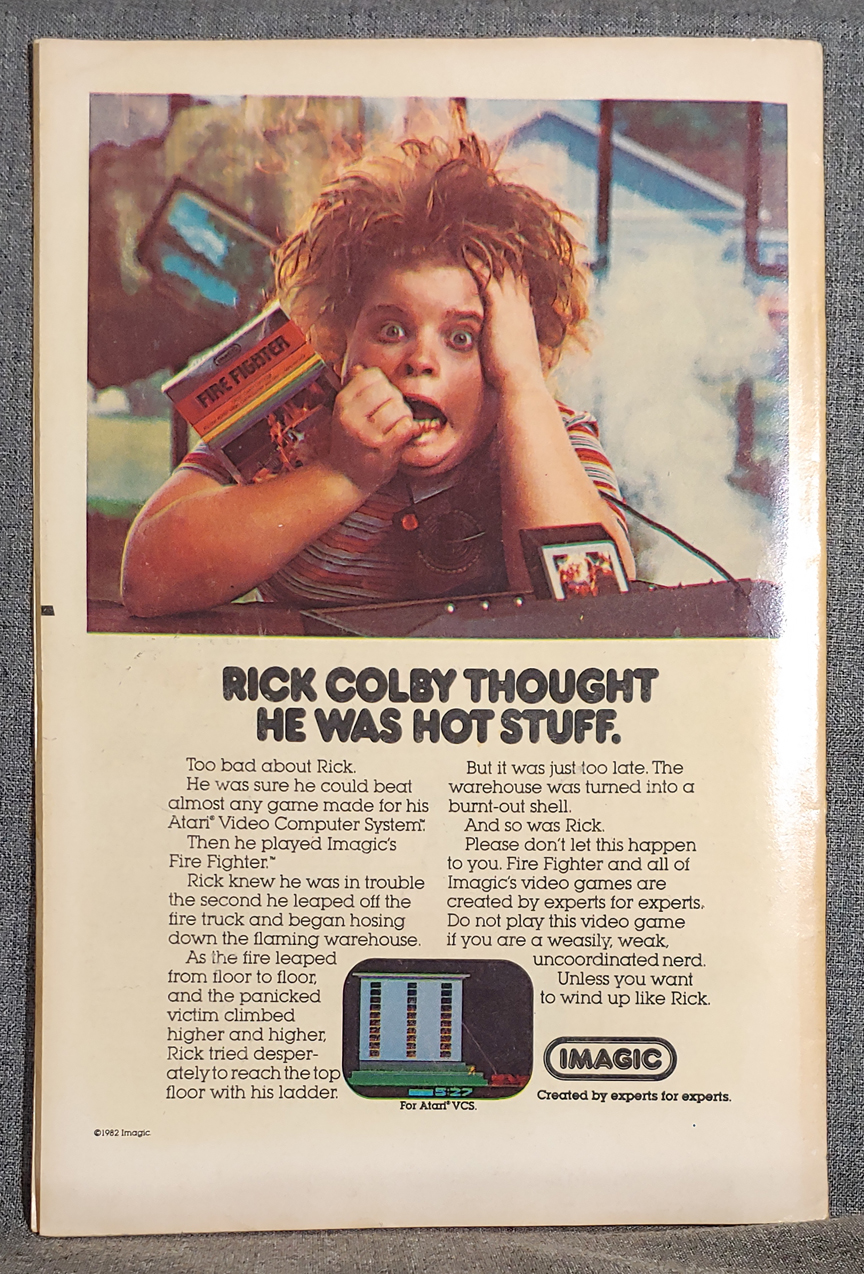 FIRE FIGHTER
RICK COLBY THOUGHT
HE WAS HOT STUFF.
Too bad about Rick.
He was sure he could beat
almost any game made for his
Atari® Video Computer System™.
Then he played Imagic's
Fire Fighter.™
Rick knew he was in trouble
the second he leaped off the
fire truck and began hosing
down the flaming warehouse.
As the fire leaped
from floor to floor,
and the panicked
victim climbed
higher and higher,
Rick tried desper-
ately to reach the top
floor with his ladder.
But it was just too late. The
warehouse was turned into a
burnt-out shell.
And so was Rick.
Please don't let this happen
to you. Fire Fighter and all of
Imagic's video games are
created by experts for experts.
Do not play this video game
if you are a weasily, weak,
uncoordinated nerd.
Unless you want
to wind up like Rick.
5:27
For Atari® VCS.
IMAGIC
Created by experts for experts.
©1982 Imagic.